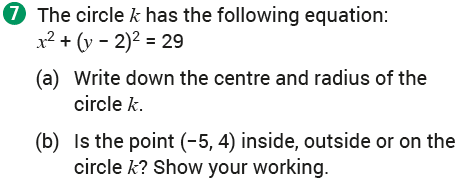 7 The circle k has the following equation:
x² + (y − 2)² = 29
(a) Write down the centre and radius of the
circle k.
(b) Is the point (−5, 4) inside, outside or on the
circle k? Show your working.